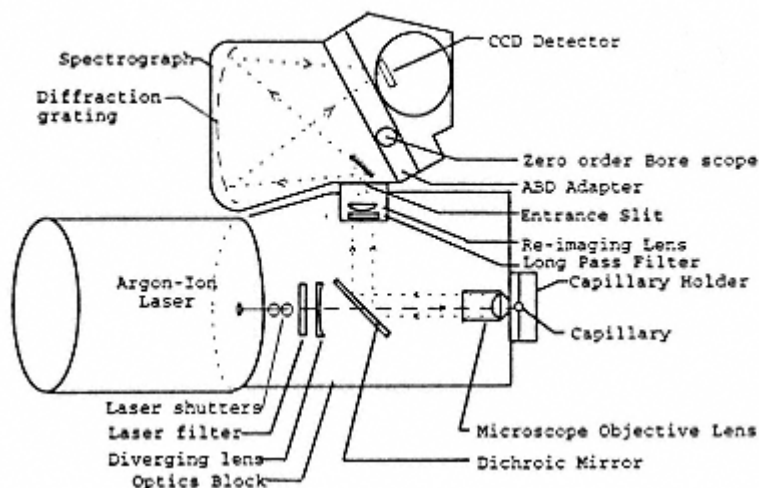 CCD Detector
Spectrograph
Diffraction
grating
Zero order Bore scope
ABD Adapter
Entrance Slit
Re-imaging Lens
Long Pass Filter
Argon-Ion
Laser
Capillary Holder
Capillary
Laser shutters
Laser filter
Diverging lens
Optics Block
Microscope Objective Lens
Dichroic Mirror